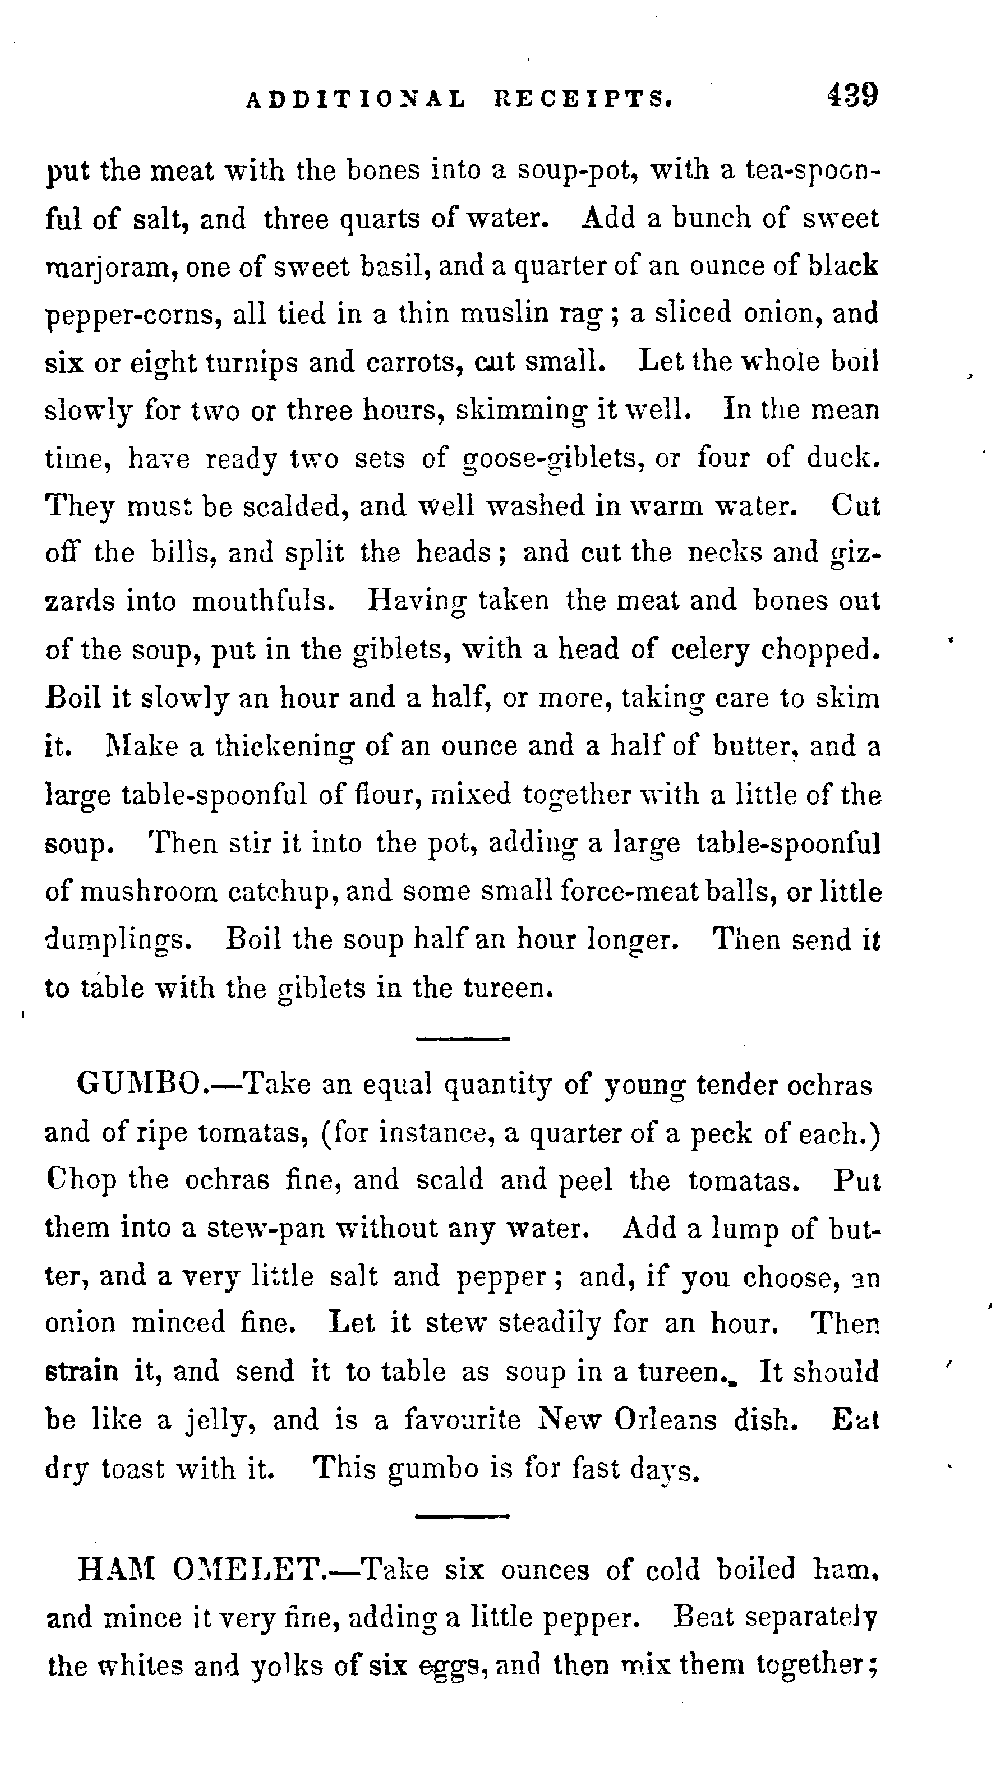 ADDITIONAL RECEIPTS. 439
put the meat with the bones into a soup-pot, with a tea-spoon-
ful of salt, and three quarts of water. Add a bunch of sweet
marjoram, one of sweet basil, and a quarter of an ounce of black
pepper-corns, all tied in a thin muslin rag; a sliced onion, and
six or eight turnips and carrots, cut small. Let the whole boil
slowly for two or three hours, skimming it well. In the mean
time, have ready two sets of goose-giblets, or four of duck.
They must be scalded, and well washed in warm water. Cut
off the bills, and split the heads; and cut the necks and giz-
zards into mouthfuls. Having taken the meat and bones out
of the soup, put in the giblets, with a head of celery chopped.
Boil it slowly an hour and a half, or more, taking care to skim
it. Make a thickening of an ounce and a half of butter, and a
large table-spoonful of flour, mixed together with a little of the
soup. Then stir it into the pot, adding a large table-spoonful
of mushroom catchup, and some small force-meat balls, or little
dumplings. Boil the soup half an hour longer. Then send it
to table with the giblets in the tureen.
GUMBO.—Take an equal quantity of young tender ochras
and of ripe tomatas, (for instance, a quarter of a peck of each.)
Chop the ochras fine, and scald and peel the tomatas. Put
them into a stew-pan without any water. Add a lump of but-
ter, and a very little salt and pepper; and, if you choose, an
onion minced fine. Let it stew steadily for an hour. Then
strain it, and send it to table as soup in a tureen. It should
be like a jelly, and is a favourite New Orleans dish. Eat
dry toast with it. This gumbo is for fast days.
HAM OMELET.—Take six ounces of cold boiled ham,
and mince it very fine, adding a little pepper. Beat separately
the whites and yolks of six eggs, and then mix them together;